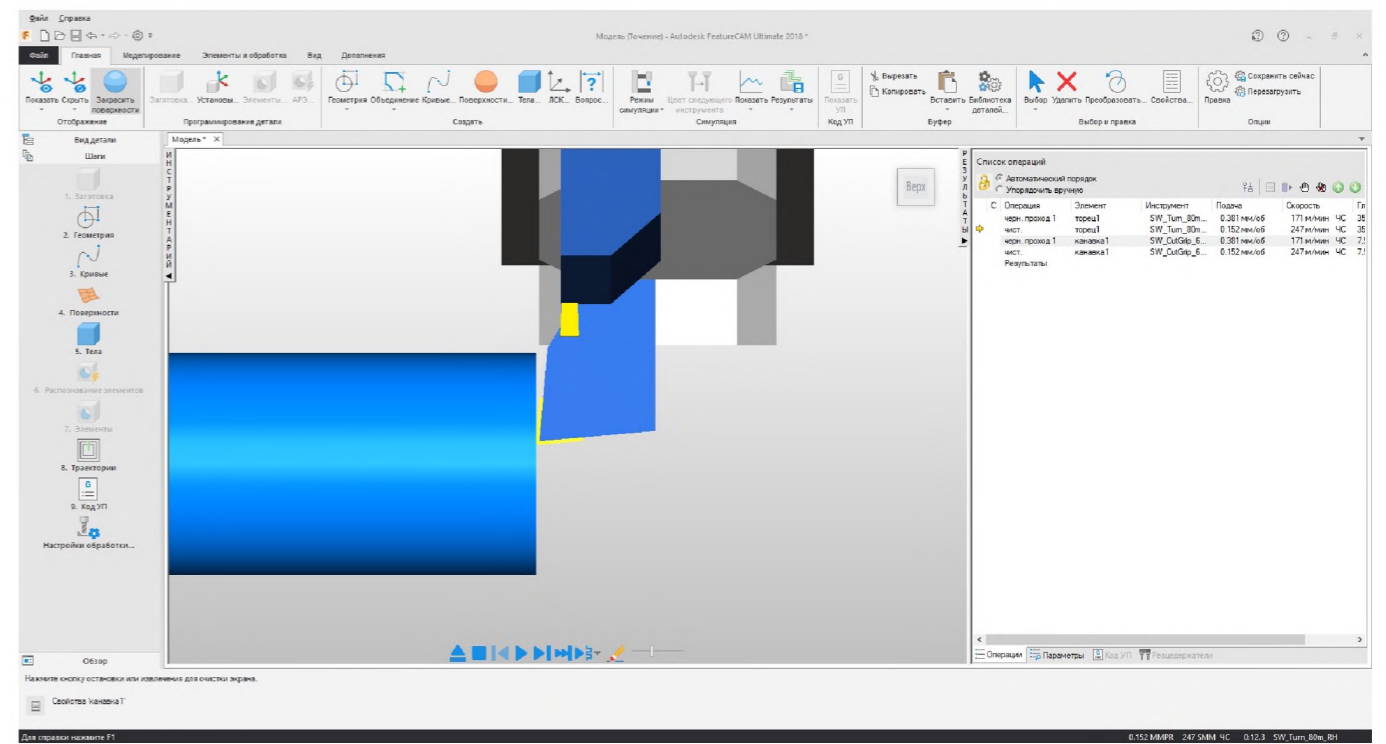 Файл Справка
Модель (Точение) - Autodesk FeatureCAM Ultimate 2018 *
Файл Главная Моделирование Элементы и обработка Вид Дополнения
Показать Скрыть Закрасить поверхности
Заготовка... Установы... Элементы... АРЭ...
Геометрия Объединение Кривые... Поверхности... Тела... ЛСК... Вопрос...
Режим симуляции Цвет следующего инструмента Показать Результаты
Показать УП
Вырезать
Копировать
Вставить Библиотека деталей...
Выбор Удалить Преобразовать... Свойства...
Правка
Сохранить сейчас
Перезагрузить
Отображение Программирование детали Создать Симуляция Код УП Буфер Выбор и правка Опции
Вид детали
Шаги
Модель *
1. Заготовка
2. Геометрия
3. Кривые
4. Поверхности
5. Тела
6. Распознавание элементов
7. Элементы
8. Траектории
9. Код УП
Настройки обработки...
Обзор
ИНСТРУМЕНТАРИЙ
Верх
РЕЗУЛЬТАТЫ
Список операций
Автоматический порядок
Упорядочить вручную
С Операция Элемент Инструмент Подача Скорость Гл
черн. проход 1 торец1 SW_Turn_80m... 0.381 мм/об 171 м/мин ЧС 35
чист. торец1 SW_Turn_80m... 0.152 мм/об 247 м/мин ЧС 35
черн. проход 1 канавка1 SW_CutGrip_6... 0.381 мм/об 171 м/мин ЧС 7.5
чист. канавка1 SW_CutGrip_6... 0.152 мм/об 247 м/мин ЧС 7.5
Результаты
Операции Параметры Код УП Резцедержатели
Нажмите кнопку остановки или извлечения для очистки экрана.
Свойства 'канавка1'
Для справки нажмите F1
0.152 MMPR 247 SMM ЧС 0:12.3 SW_Turn_80m_RH